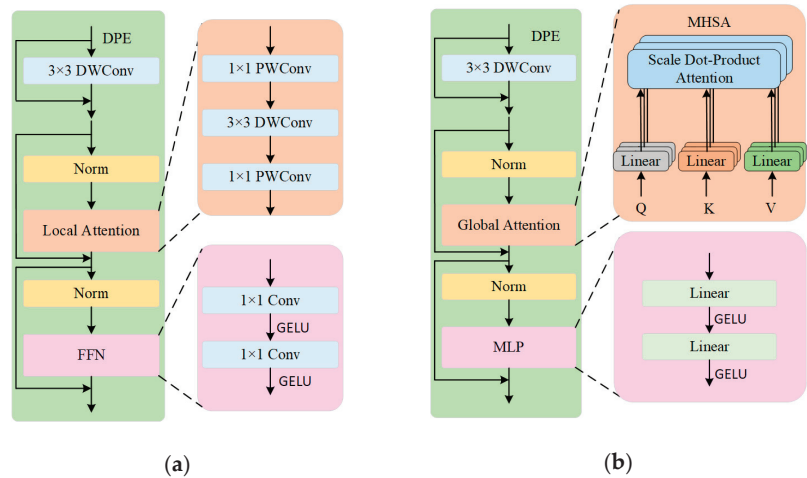 DPE
3×3 DWConv
Norm
Local Attention
Norm
FFN
1×1 PWConv
3×3 DWConv
1×1 PWConv
1×1 Conv
GELU
1×1 Conv
GELU
(a)
DPE
3×3 DWConv
Norm
Global Attention
Norm
MLP
MHSA
Scale Dot-Product
Attention
Linear Linear Linear
Q K V
Linear
GELU
Linear
GELU
(b)